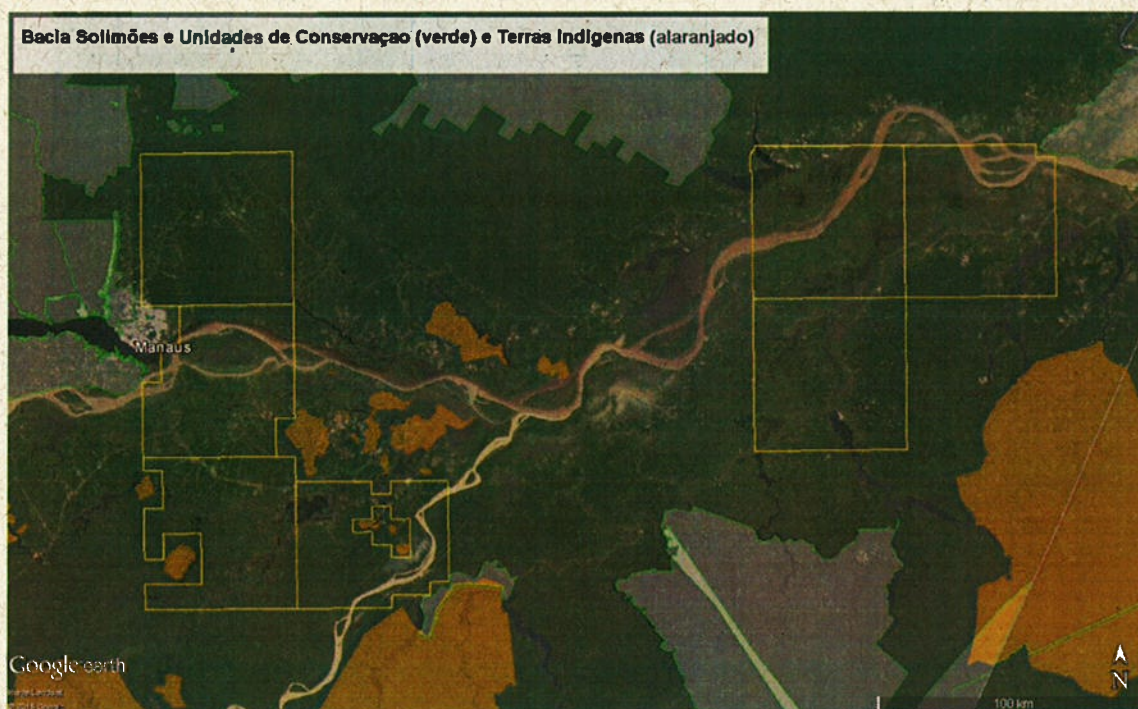 Bacia Solimões e Unidades de Conservaçao (verde) e Terras Indigenas (alaranjado)
Manaus
Google earth
N
100 km